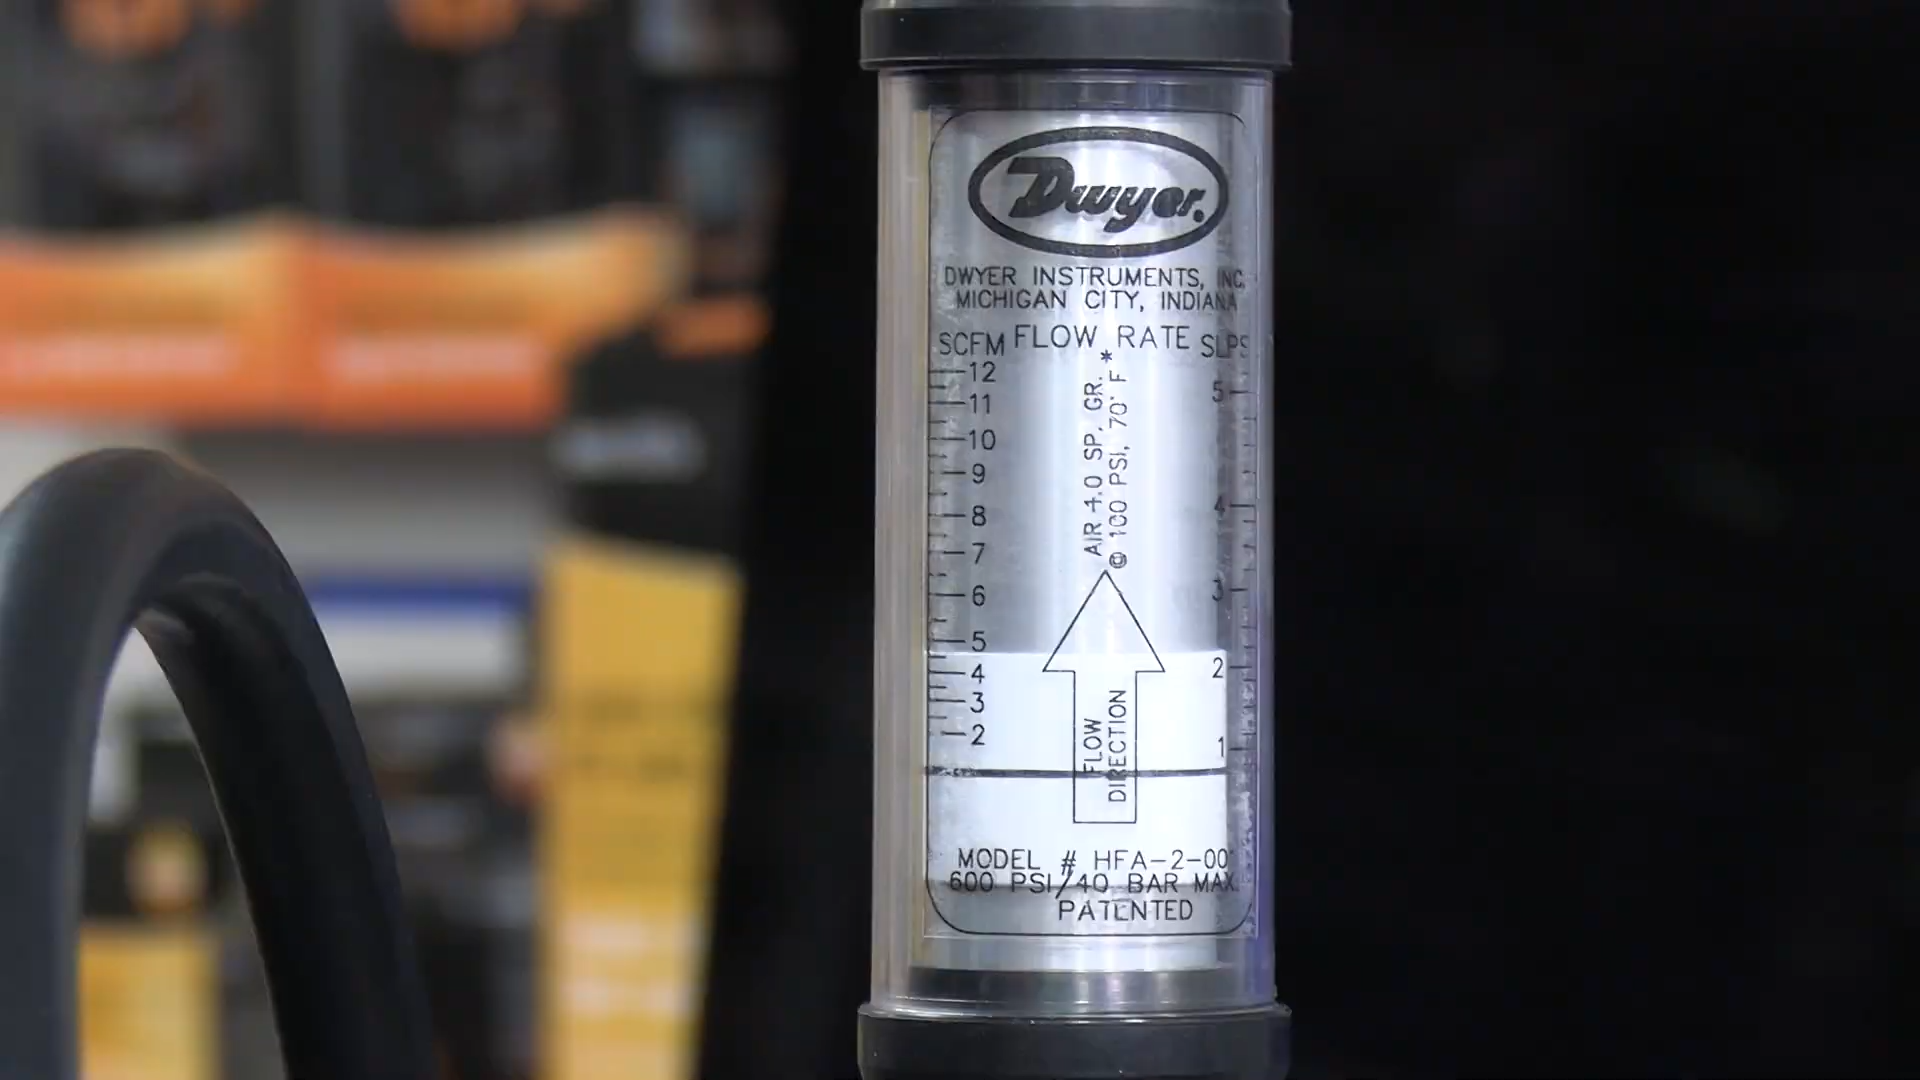 Dwyer.
DWYER INSTRUMENTS, INC.
MICHIGAN CITY, INDIANA
SCFM FLOW RATE SLPS
*
12
11
10
9
8
7
6
5
4
3
2
AIR 4.0 SP. GR.
@ 100 PSI, 70° F
5
4
3
2
1
FLOW
DIRECTION
MODEL # HFA-2-00
600 PSI/40 BAR MAX.
PATENTED